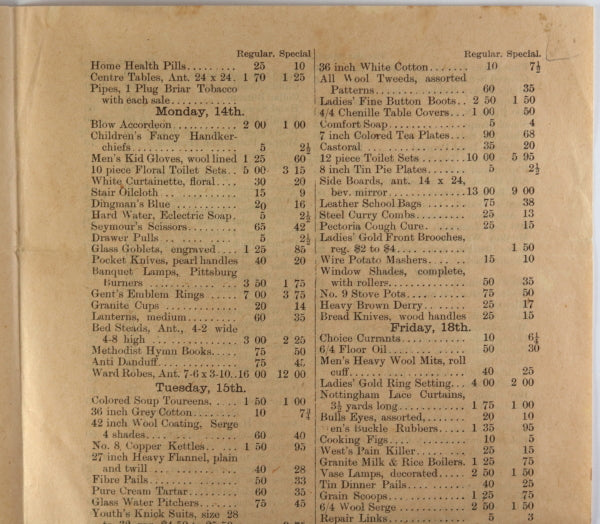 Regular. Special
Home Health Pills......... 25 10
Centre Tables, Ant. 24 x 24. 1 70 1 25
Pipes, 1 Plug Briar Tobacco
with each sale............
Monday, 14th.
Blow Accordeon........... 2 00 1 00
Children's Fancy Handker-
chiefs.................. 5 2½
Men's Kid Gloves, wool lined 1 25 60
10 piece Floral Toilet Sets.. 5 00 3 15
White Curtainette, floral.... 30 20
Stair Oilcloth .............. 15 9
Dingman's Blue ............. 20 16
Hard Water, Eclectic Soap. 5 2½
Seymour's Scissors......... 65 42
Drawer Pulls .............. 5 2½
Glass Goblets, engraved.... 1 25 85
Pocket Knives, pearl handles 40 20
Banquet Lamps, Pittsburg
Burners ............... 3 50 1 75
Gent's Emblem Rings ..... 7 00 3 75
Granite Cups ............. 20 14
Lanterns, medium.......... 60 35
Bed Steads, Ant., 4-2 wide
4-8 high ............... 3 00 2 25
Methodist Hymn Books..... 75 50
Anti Danduff.............. 75 45
Ward Robes, Ant. 7-6 x 3-10..16 00 12 00
Tuesday, 15th.
Colored Soup Toureens..... 1 50 1 00
36 inch Grey Cotton........ 10 7¾
42 inch Wool Coating, Serge
4 shades................. 60 40
No. 8 Copper Kettles....... 1 50 95
27 inch Heavy Flannel, plain
and twill ............... 40 28
Fibre Pails................ 50 33
Pure Cream Tartar......... 60 35
Glass Water Pitchers....... 75 45
Youth's Knick Suits, size 28
Regular. Special.
36 inch White Cotton....... 10 7½
All Wool Tweeds, assorted
Patterns................ 60 35
Ladies' Fine Button Boots.. 2 50 1 50
4/4 Chenille Table Covers... 1 00 50
Comfort Soap.............. 5 4
7 inch Colored Tea Plates... 90 68
Castoral .................. 35 20
12 piece Toilet Sets ........10 00 5 95
8 inch Tin Pie Plates....... 5 2½
Side Boards, ant. 14 x 24,
bev. mirror..............13 00 9 00
Leather School Bags ....... 75 38
Steel Curry Combs......... 25 13
Pectoria Cough Cure....... 25 15
Ladies' Gold Front Brooches,
reg. $2 to $4............. 1 50
Wire Potato Mashers....... 15 10
Window Shades, complete,
with rollers.............. 50 35
No. 9 Stove Pots........... 75 50
Heavy Brown Derry........ 25 17
Bread Knives, wood handles 25 15
Friday, 18th.
Choice Currants............ 10 6¼
6/4 Floor Oil............... 50 30
Men's Heavy Wool Mits, roll
cuff..................... 40 25
Ladies' Gold Ring Setting... 4 00 2 00
Nottingham Lace Curtains,
3½ yards long............ 1 75 1 00
Bulls Eyes, assorted,....... 20 10
en's Buckle Rubbers.... 1 35 95
Cooking Figs............... 10 5
West's Pain Killer.......... 25 15
Granite Milk & Rice Boilers. 1 25 75
Vase Lamps, decorated..... 2 50 1 50
Tin Dinner Pails........... 40 25
Grain Scoops.............. 1 25 75
6/4 Wool Serge ............ 2 50 1 50
Repair Links............... 5 3